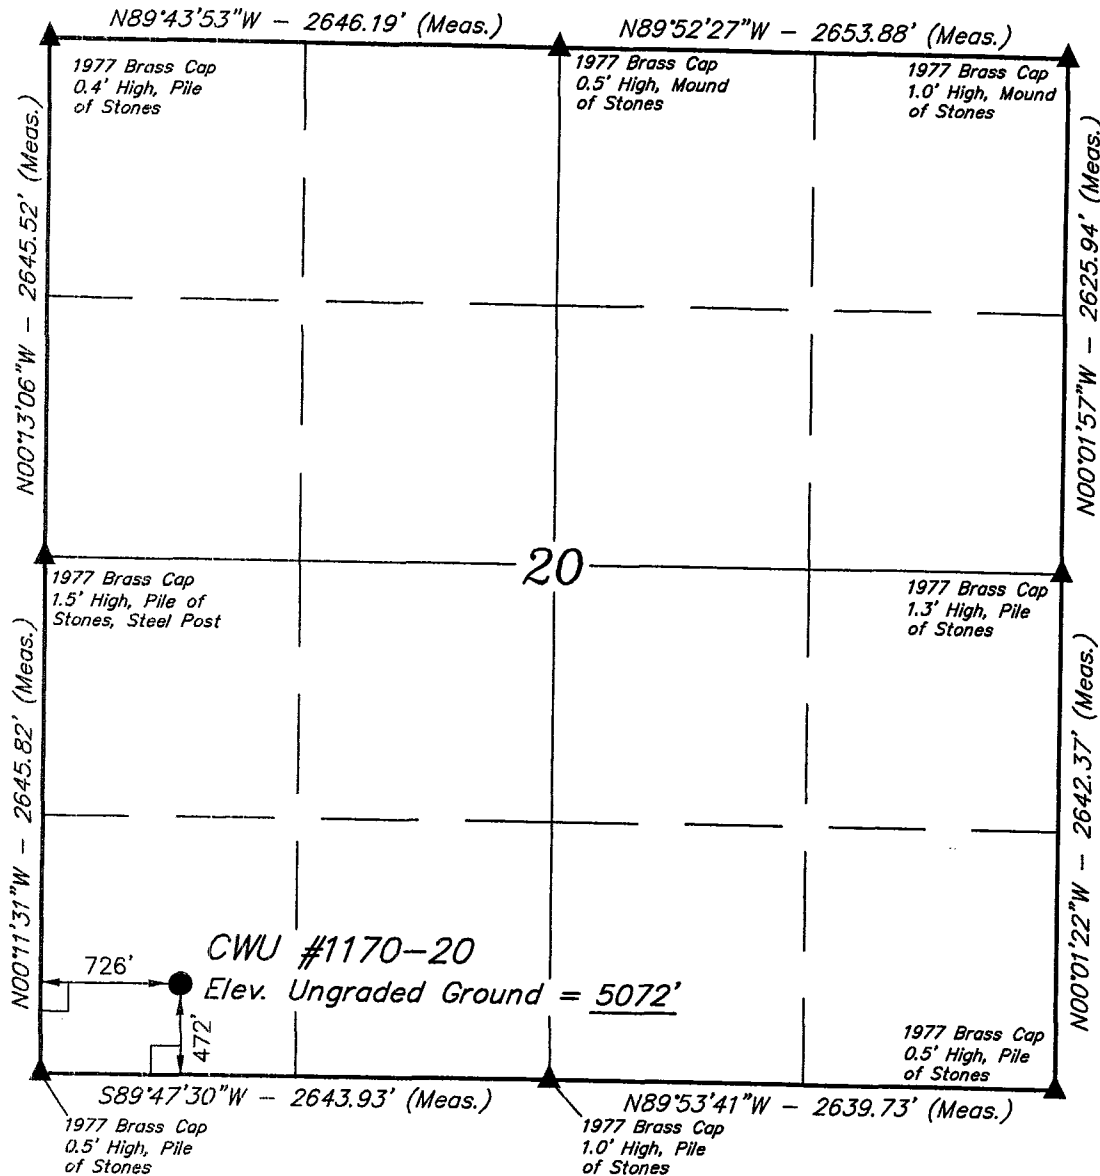 N89°43'53"W - 2646.19' (Meas.)
N89°52'27"W - 2653.88' (Meas.)
1977 Brass Cap
0.4' High, Pile
of Stones
1977 Brass Cap
0.5' High, Mound
of Stones
1977 Brass Cap
1.0' High, Mound
of Stones
N00°13'06"W - 2645.52' (Meas.)
N00°01'57"W - 2625.94' (Meas.)
20
1977 Brass Cap
1.5' High, Pile of
Stones, Steel Post
1977 Brass Cap
1.3' High, Pile
of Stones
N00°11'31"W - 2645.82' (Meas.)
N00°01'22"W - 2642.37' (Meas.)
CWU #1170-20
Elev. Ungraded Ground = 5072'
726'
472'
1977 Brass Cap
0.5' High, Pile
of Stones
S89°47'30"W - 2643.93' (Meas.)
N89°53'41"W - 2639.73' (Meas.)
1977 Brass Cap
0.5' High, Pile
of Stones
1977 Brass Cap
1.0' High, Pile
of Stones